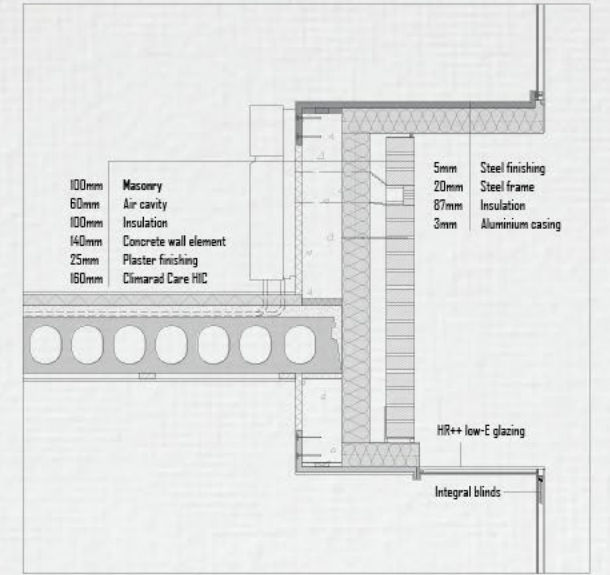 100mm Masonry
60mm Air cavity
100mm Insulation
140mm Concrete wall element
25mm Plaster finishing
160mm Climarad Care HIC
5mm Steel finishing
20mm Steel frame
87mm Insulation
3mm Aluminium casing
HR++ low-E glazing
Integral blinds